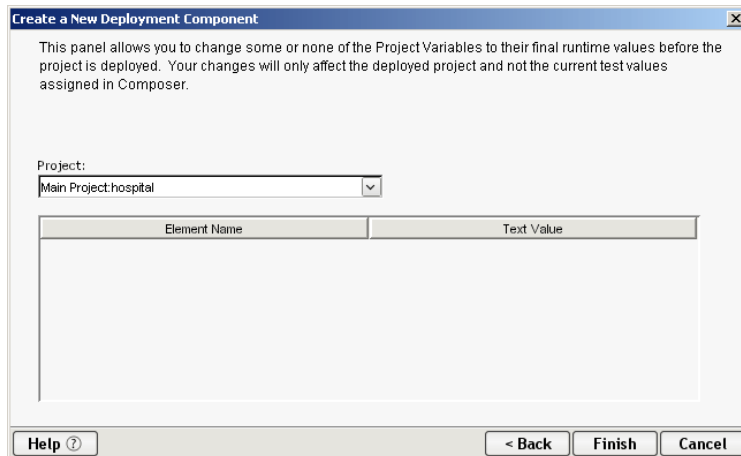 Create a New Deployment Component
This panel allows you to change some or none of the Project Variables to their final runtime values before the
project is deployed. Your changes will only affect the deployed project and not the current test values
assigned in Composer.
Project:
Main Project:hospital
Element Name Text Value
Help ? < Back Finish Cancel